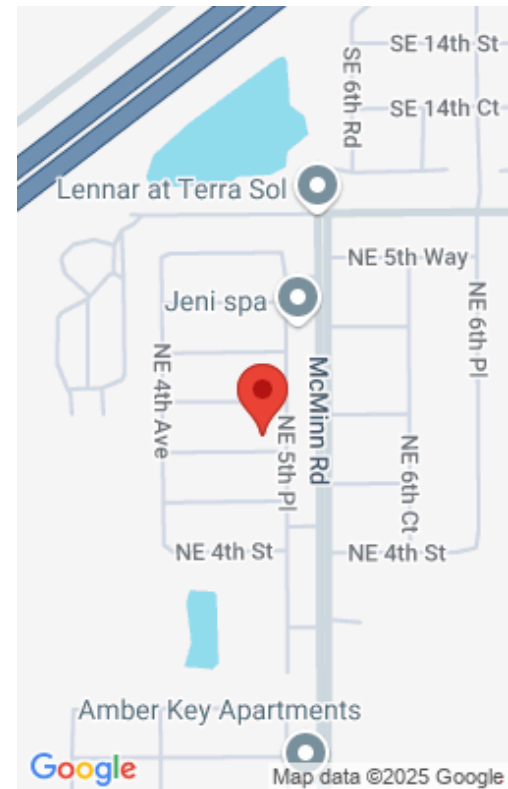 SE 14th St
SE 6th Rd
SE 14th Ct
Lennar at Terra Sol
NE 5th Way
Jeni spa
NE 6th Pl
NE 4th Ave
McMinn Rd
NE 5th Pl
NE 6th Ct
NE 4th St
NE 4th St
Amber Key Apartments
Google
Map data ©2025 Google